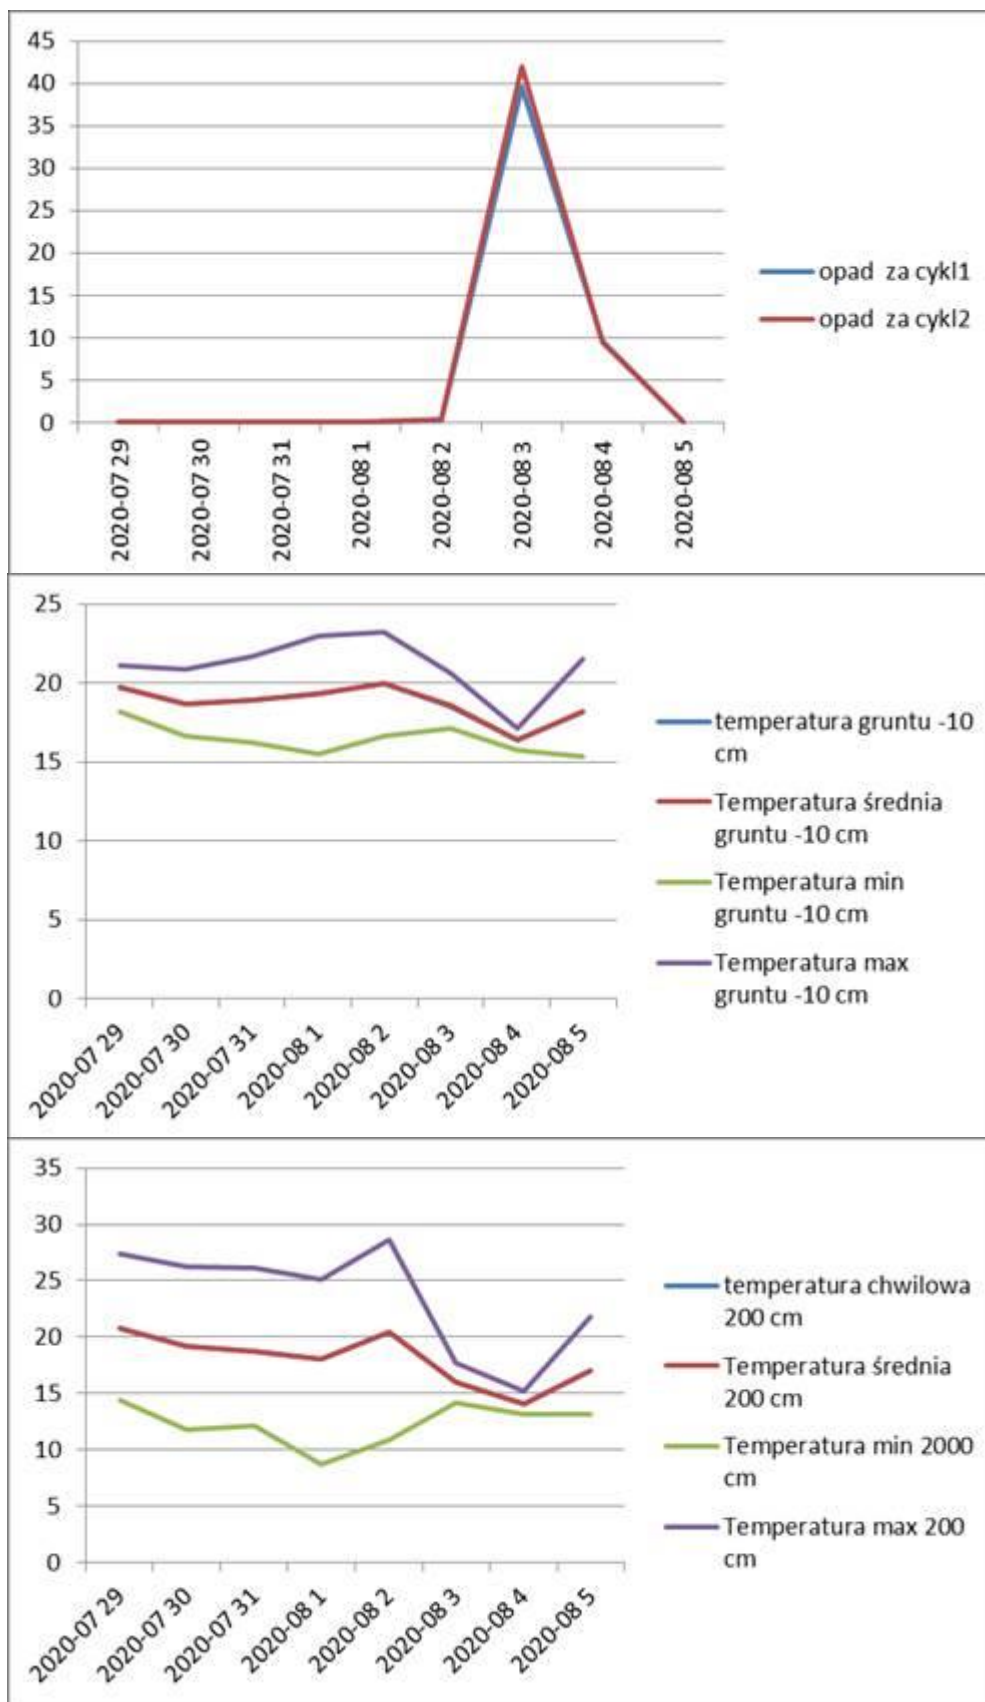 45
40
35
30
25
20
15
10
5
0
opad za cykl1
opad za cykl2
2020-07 29
2020-07 30
2020-07 31
2020-08 1
2020-08 2
2020-08 3
2020-08 4
2020-08 5
25
20
15
10
5
0
temperatura gruntu -10
cm
Temperatura średnia
gruntu -10 cm
Temperatura min
gruntu -10 cm
Temperatura max
gruntu -10 cm
2020-07 29
2020-07 30
2020-07 31
2020-08 1
2020-08 2
2020-08 3
2020-08 4
2020-08 5
35
30
25
20
15
10
5
0
temperatura chwilowa
200 cm
Temperatura średnia
200 cm
Temperatura min 2000
cm
Temperatura max 200
cm
2020-07 29
2020-07 30
2020-07 31
2020-08 1
2020-08 2
2020-08 3
2020-08 4
2020-08 5